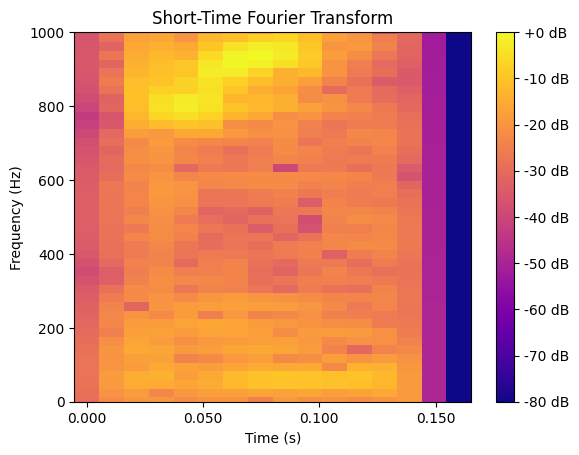 Short-Time Fourier Transform
1000
800
600
400
200
0
Frequency (Hz)
0.000
0.050
0.100
0.150
Time (s)
+0 dB
-10 dB
-20 dB
-30 dB
-40 dB
-50 dB
-60 dB
-70 dB
-80 dB